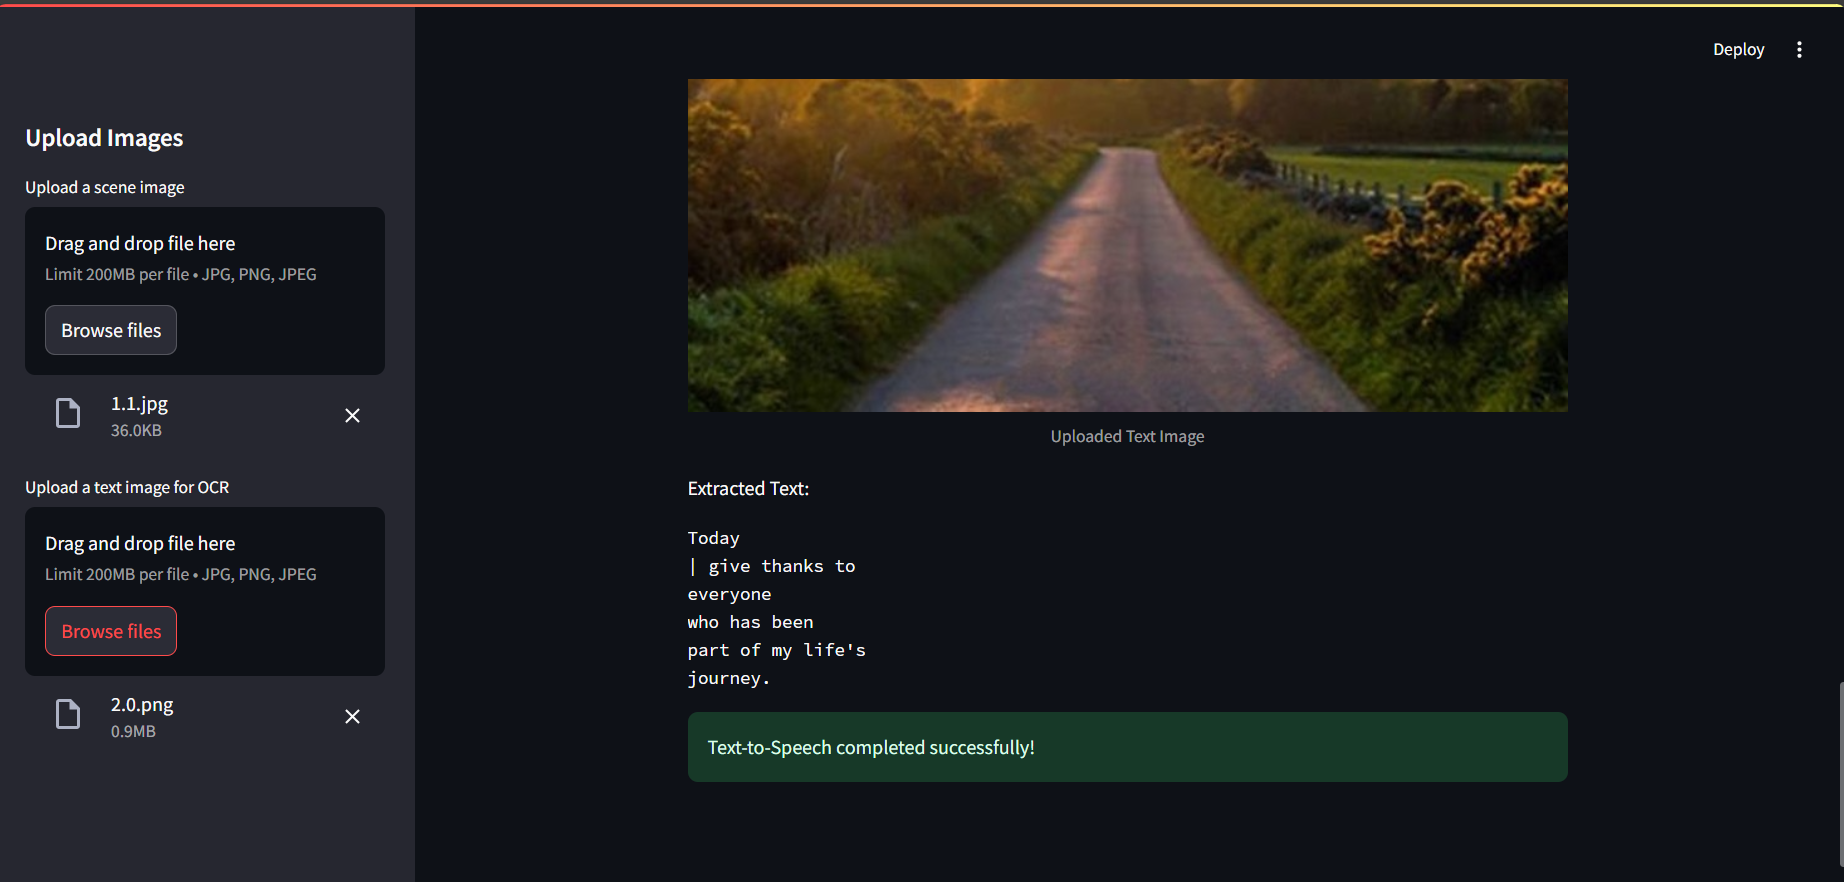 Deploy
Upload Images
Upload a scene image
Drag and drop file here
Limit 200MB per file • JPG, PNG, JPEG
Browse files
1.1.jpg
36.0KB
Upload a text image for OCR
Drag and drop file here
Limit 200MB per file • JPG, PNG, JPEG
Browse files
2.0.png
0.9MB
Uploaded Text Image
Extracted Text:
Today
| give thanks to
everyone
who has been
part of my life's
journey.
Text-to-Speech completed successfully!